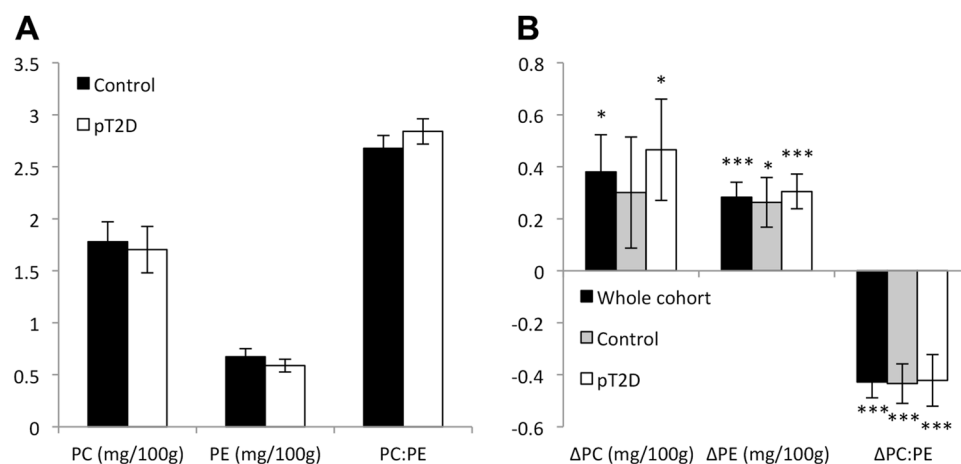 A
3.5
3
2.5
2
1.5
1
0.5
0
Control
pT2D
PC (mg/100g) PE (mg/100g) PC:PE
B
0.8
0.6
0.4
0.2
0
-0.2
-0.4
-0.6
* *
*** * ***
Whole cohort
Control
pT2D
*** *** ***
ΔPC (mg/100g) ΔPE (mg/100g) ΔPC:PE